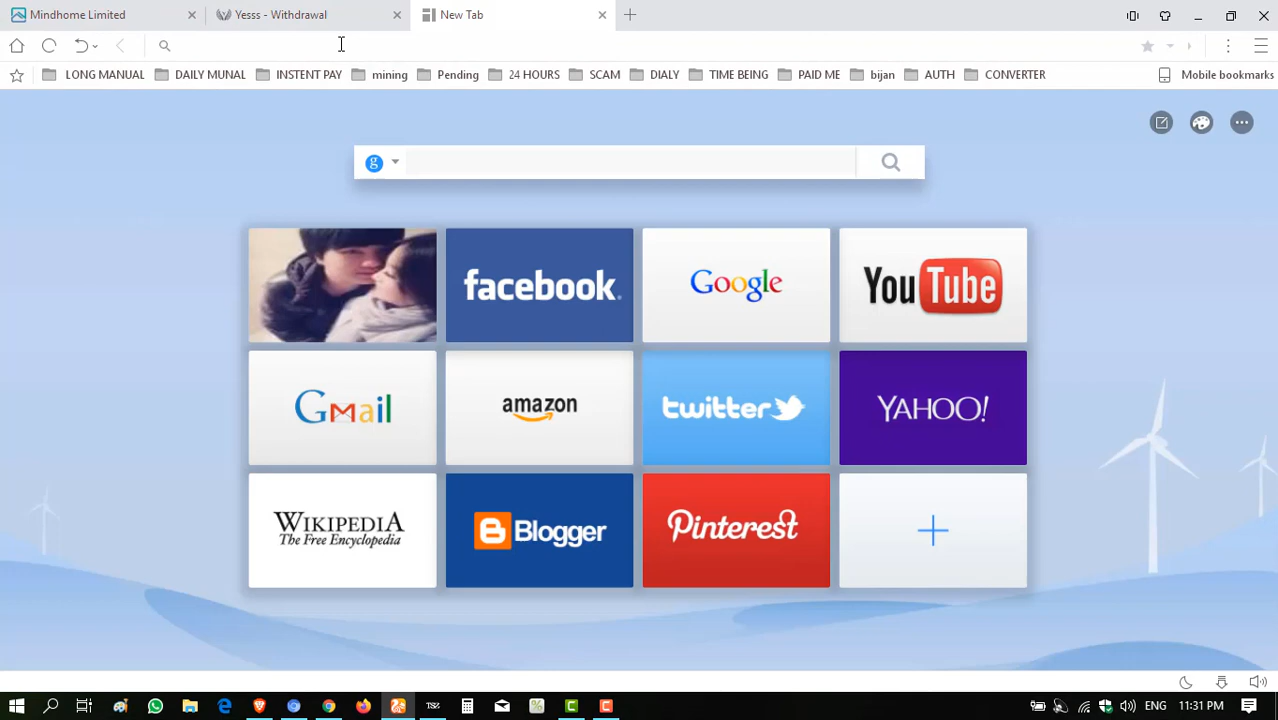 Mindhome Limited
Yesss - Withdrawal
New Tab
LONG MANUAL
DAILY MUNAL
INSTENT PAY
mining
Pending
24 HOURS
SCAM
DIALY
TIME BEING
PAID ME
bijan
AUTH
CONVERTER
Mobile bookmarks
g
facebook
Google
YouTube
Gmail
amazon
twitter
YAHOO!
WIKIPEDIA
The Free Encyclopedia
Blogger
Pinterest
ENG
11:31 PM